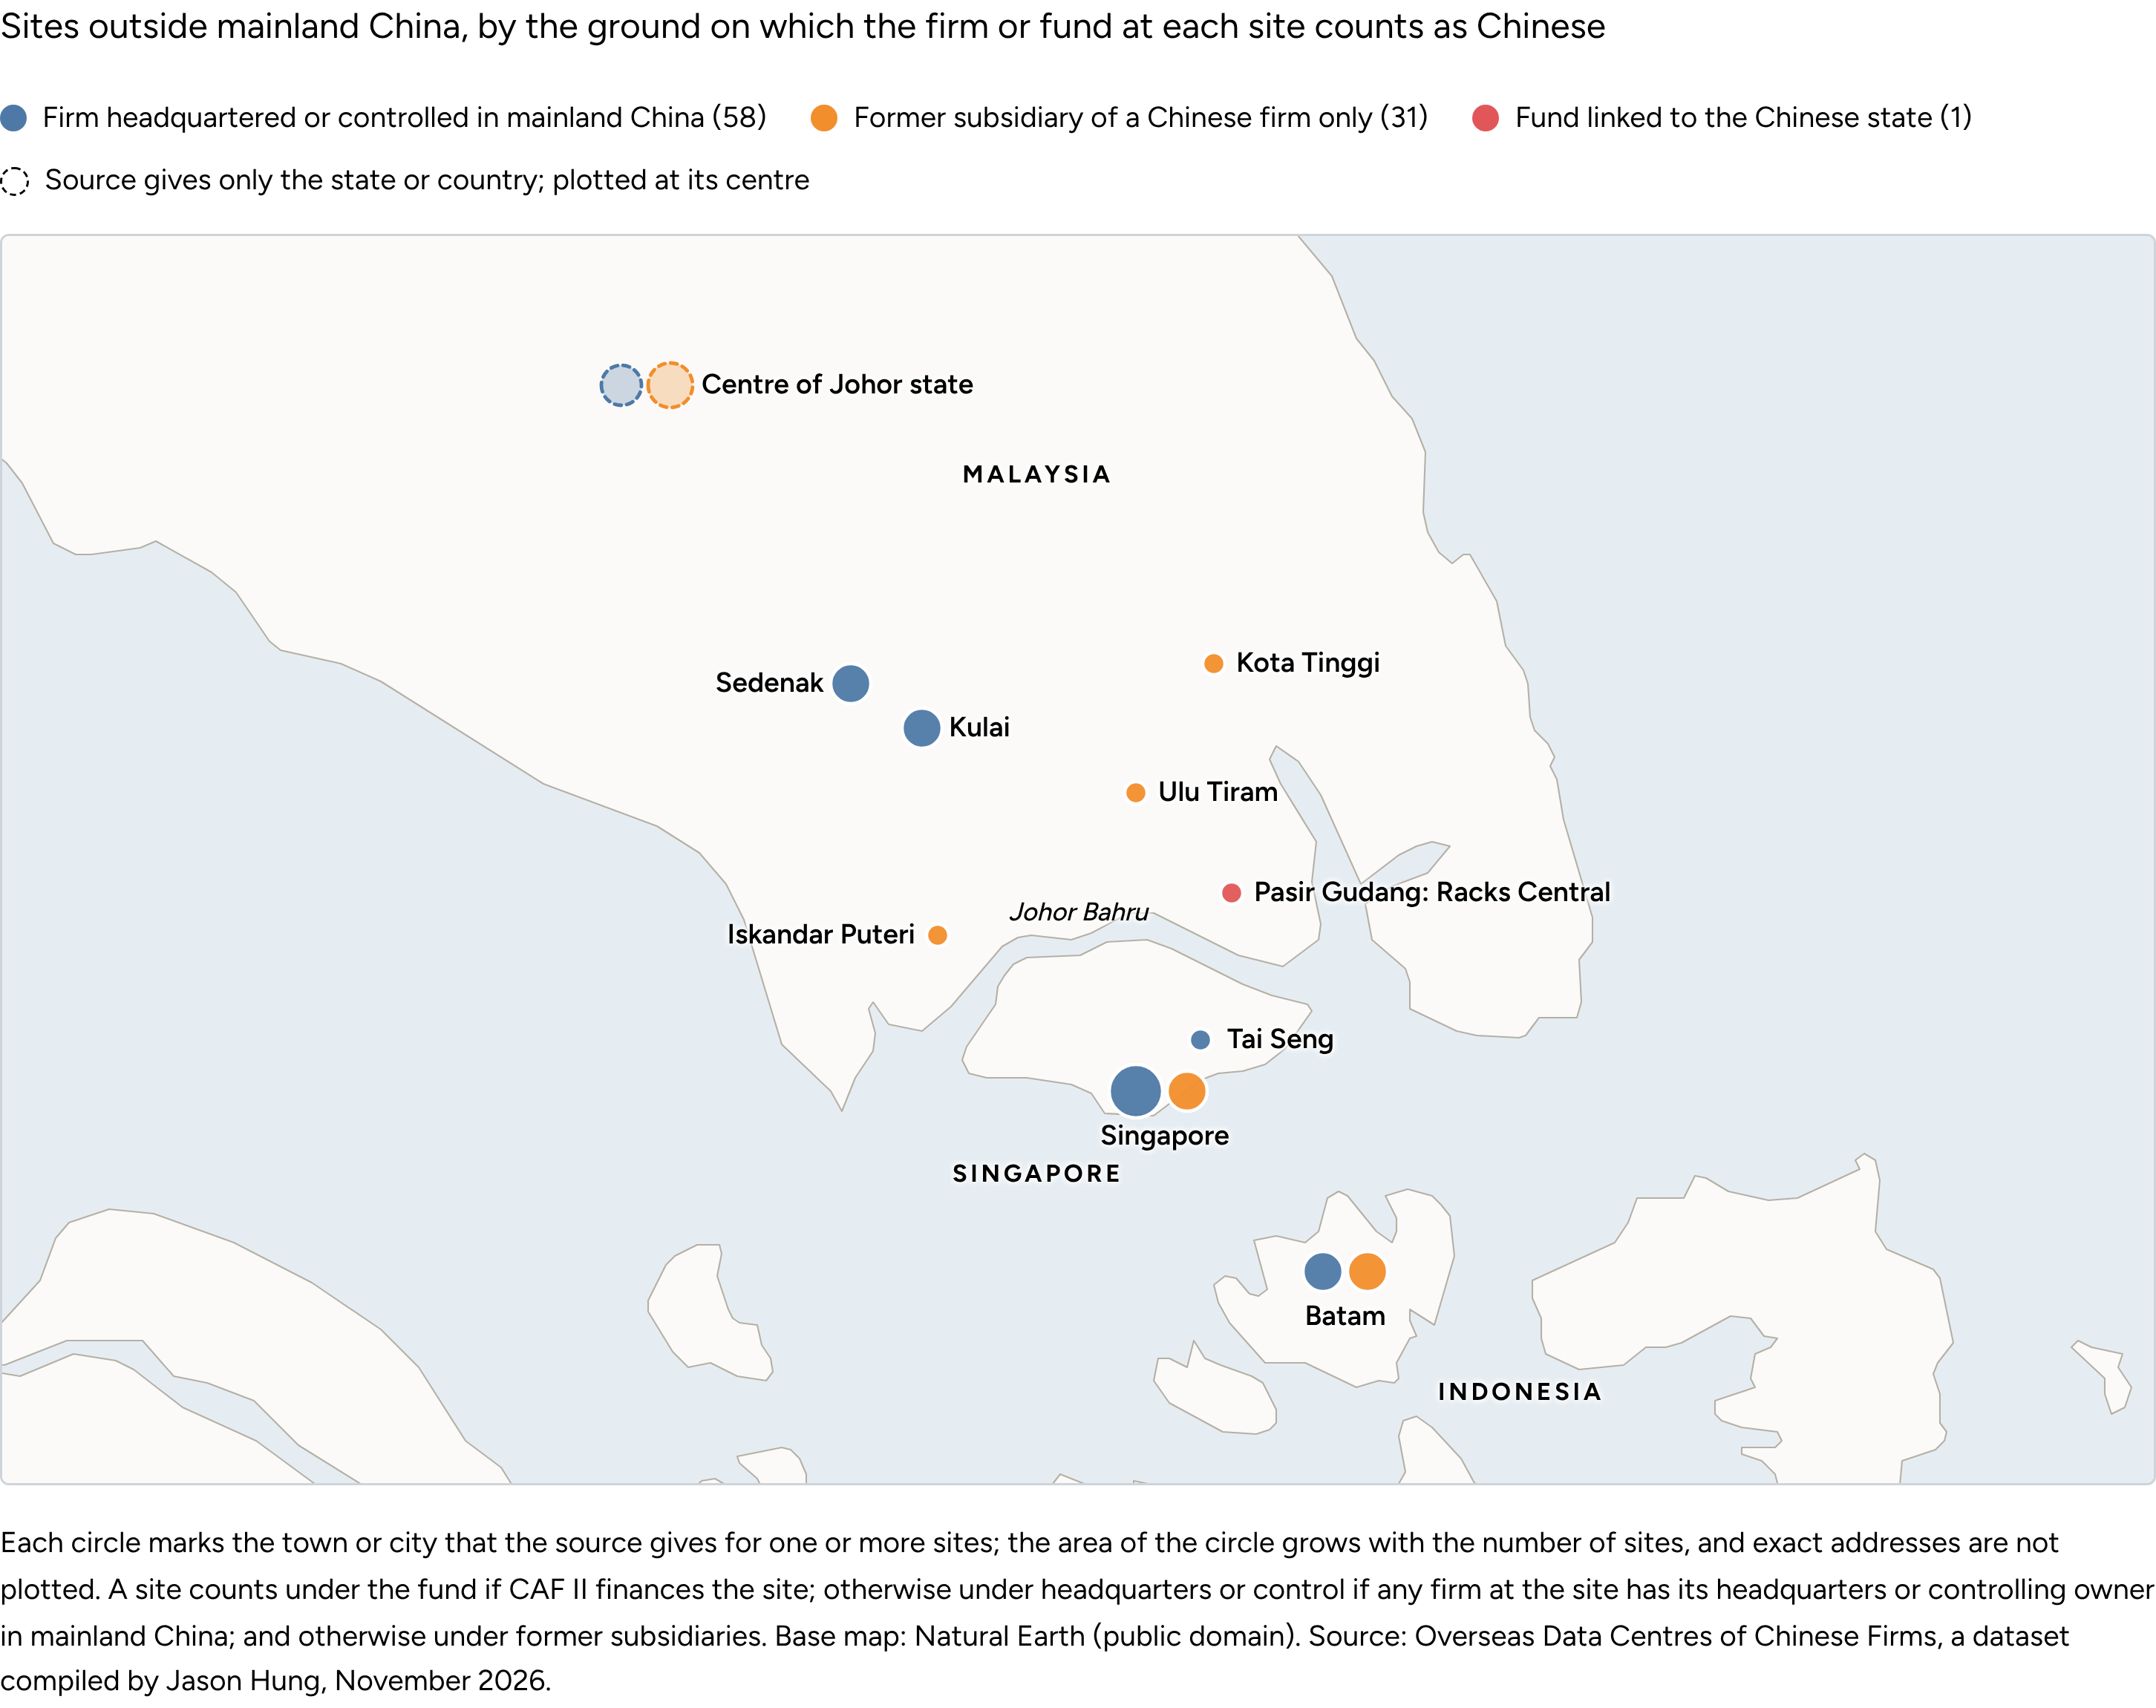 Sites outside mainland China, by the ground on which the firm or fund at each site counts as Chinese
Firm headquartered or controlled in mainland China (58)
Former subsidiary of a Chinese firm only (31)
Fund linked to the Chinese state (1)
Source gives only the state or country; plotted at its centre
Centre of Johor state
MALAYSIA
Kota Tinggi
Sedenak
Kulai
Ulu Tiram
Pasir Gudang: Racks Central
Johor Bahru
Iskandar Puteri
Tai Seng
Singapore
SINGAPORE
Batam
INDONESIA
Each circle marks the town or city that the source gives for one or more sites; the area of the circle grows with the number of sites, and exact addresses are not
plotted. A site counts under the fund if CAF II finances the site; otherwise under headquarters or control if any firm at the site has its headquarters or controlling owner
in mainland China; and otherwise under former subsidiaries. Base map: Natural Earth (public domain). Source: Overseas Data Centres of Chinese Firms, a dataset
compiled by Jason Hung, November 2026.